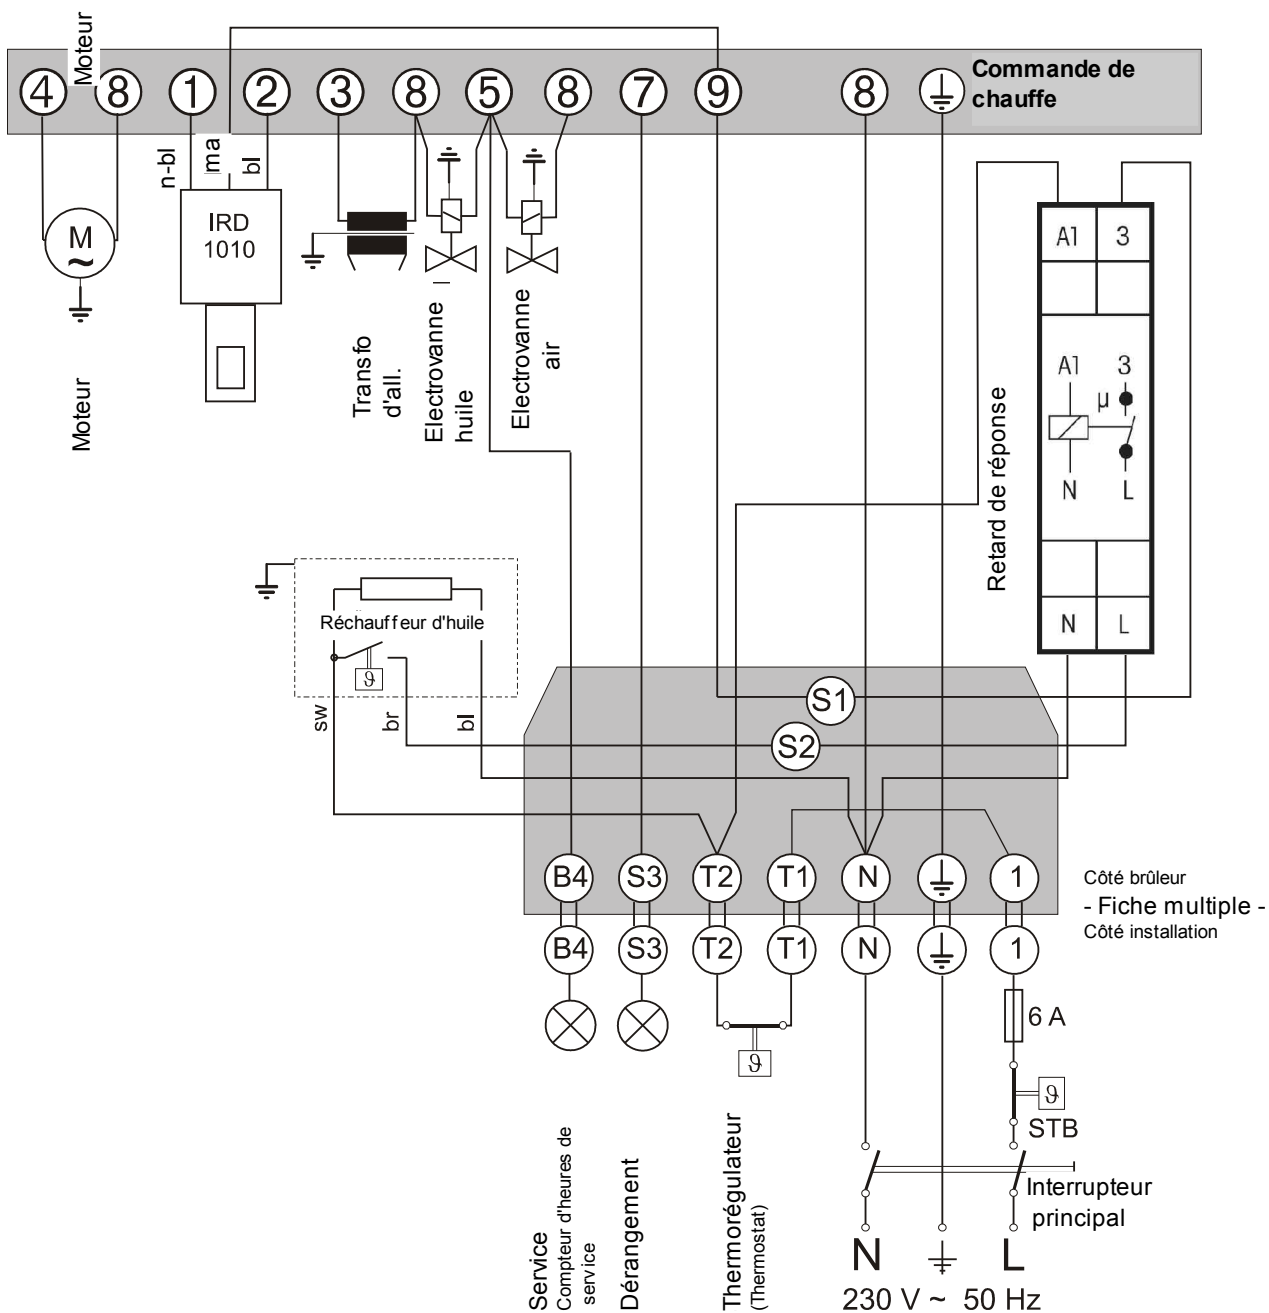 Moteur
4 8 1 2 3 8 5 8 7 9 8
Commande de
chauffe
n-bl
ma
bl
M
~
IRD
1010
Moteur
Transfo
d'all.
Electrovanne
huile
Electrovanne
air
A1 3
A1 3
µ
N L
N L
Retard de réponse
Réchauffeur d'huile
ϑ
sw
br
bl
S1
S2
B4 S3 T2 T1 N 1
Côté brûleur
- Fiche multiple -
Côté installation
B4 S3 T2 T1 N 1
6 A
ϑ
ϑ
STB
Interrupteur
principal
Service
Compteur d'heures de
service
Dérangement
Thermorégulateur
(Thermostat)
N L
230 V ~ 50 Hz